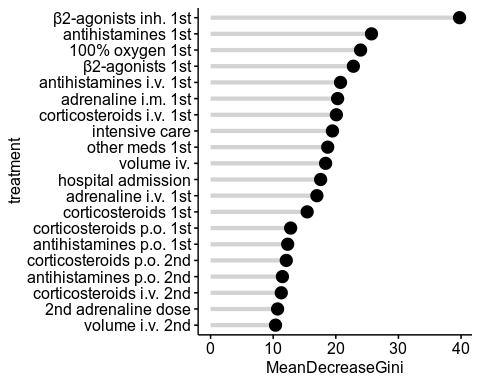 β2-agonists inh. 1st
antihistamines 1st
100% oxygen 1st
β2-agonists 1st
antihistamines i.v. 1st
adrenaline i.m. 1st
corticosteroids i.v. 1st
intensive care
other meds 1st
volume iv.
hospital admission
adrenaline i.v. 1st
corticosteroids 1st
corticosteroids p.o. 1st
antihistamines p.o. 1st
corticosteroids p.o. 2nd
antihistamines p.o. 2nd
corticosteroids i.v. 2nd
2nd adrenaline dose
volume i.v. 2nd
treatment
0 10 20 30 40
MeanDecreaseGini